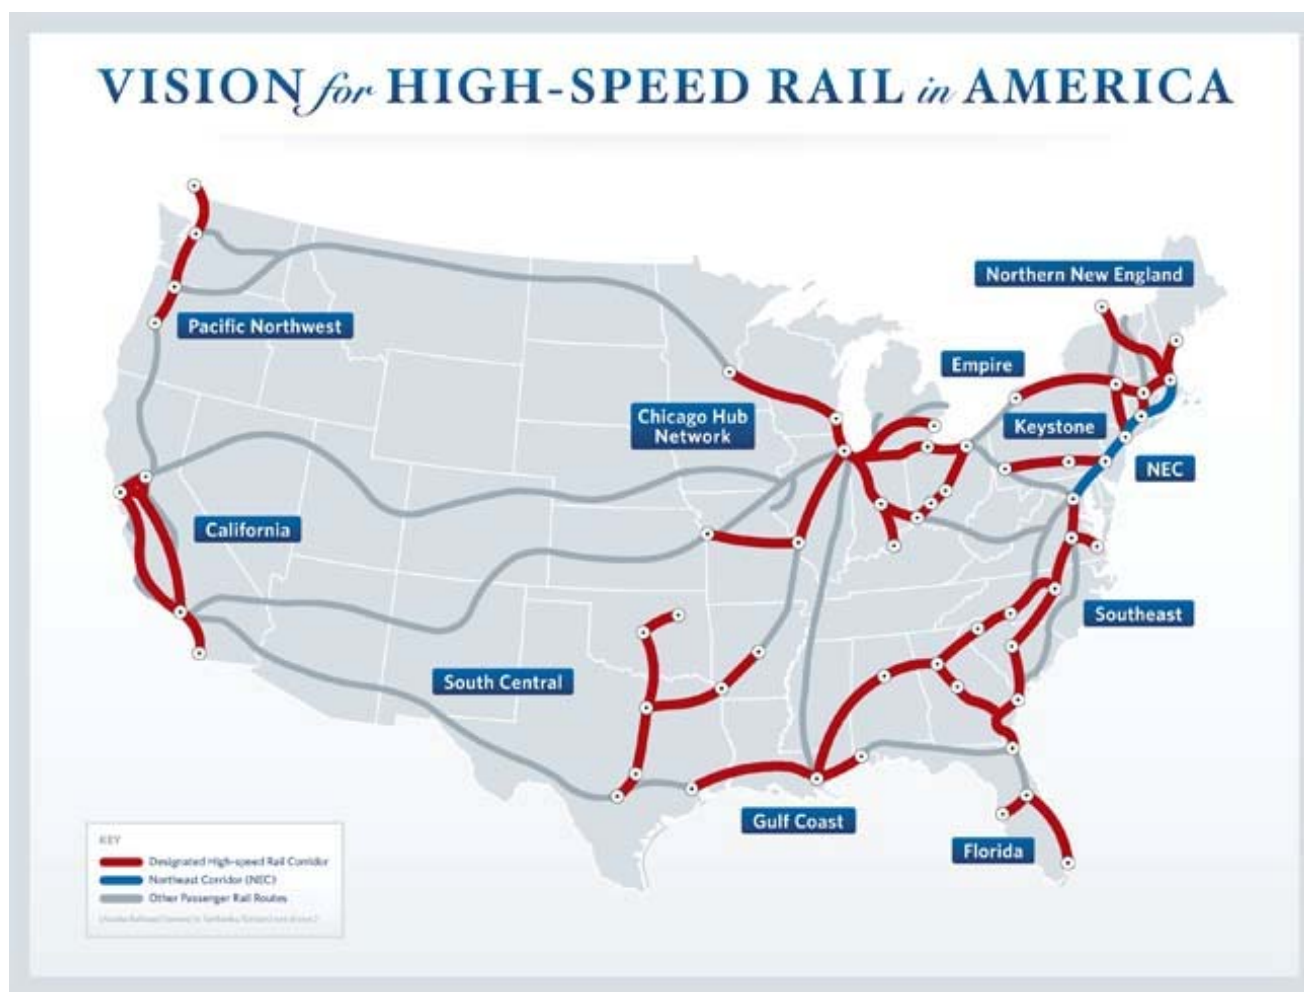 VISION for HIGH-SPEED RAIL in AMERICA
Northern New England
Pacific Northwest
Empire
Chicago Hub
Network
Keystone
NEC
California
Southeast
South Central
Gulf Coast
Florida
KEY
Designated High-speed Rail Corridor
Northeast Corridor (NEC)
Other Passenger Rail Routes